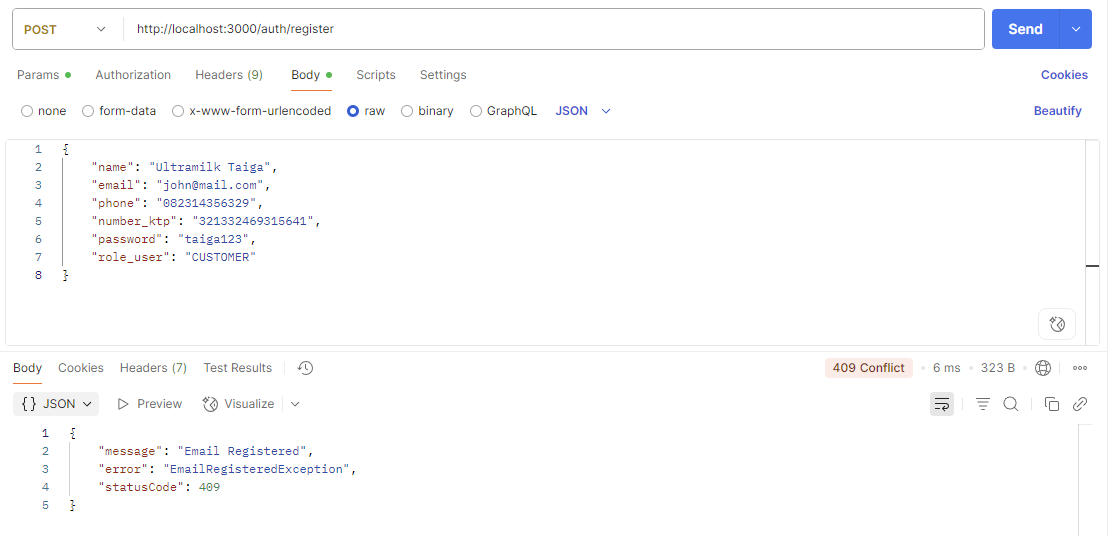 POST http://localhost:3000/auth/register Send
Params Authorization Headers (9) Body Scripts Settings Cookies
none form-data x-www-form-urlencoded raw binary GraphQL JSON Beautify
1 {
2 "name": "Ultramilk Taiga",
3 "email": "john@mail.com",
4 "phone": "082314356329",
5 "number_ktp": "321332469315641",
6 "password": "taiga123",
7 "role_user": "CUSTOMER"
8 }
Body Cookies Headers (7) Test Results 409 Conflict • 6 ms • 323 B •
{} JSON Preview Visualize
1 {
2 "message": "Email Registered",
3 "error": "EmailRegisteredException",
4 "statusCode": 409
5 }